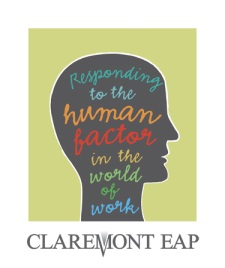 Responding
to the
human
factor
in the
world
of
work
CLAREMONT EAP